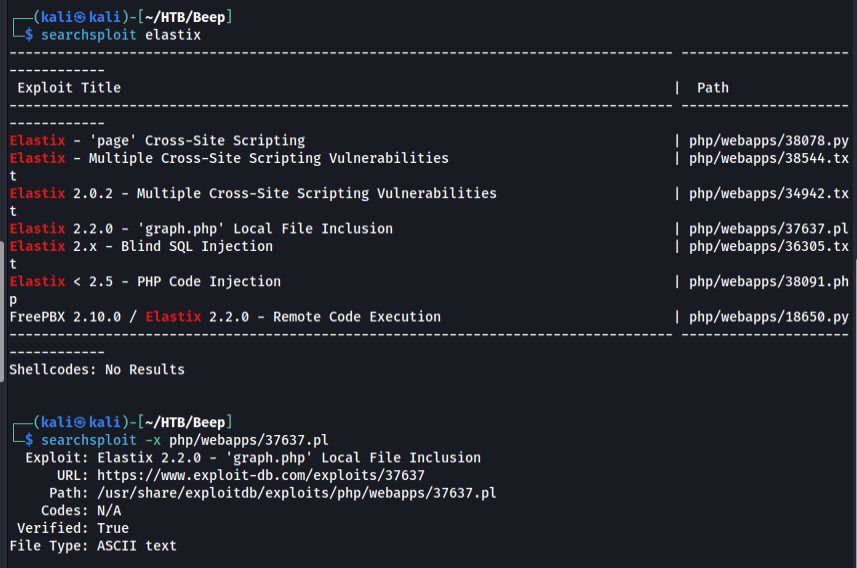 ┌──(kali㉿kali)-[~/HTB/Beep]
└─$ searchsploit elastix
------------------------------------------------------------------------------------ ---------------------
------------
 Exploit Title                                                                      |  Path
------------------------------------------------------------------------------------ ---------------------
------------
Elastix - 'page' Cross-Site Scripting                                               | php/webapps/38078.py
Elastix - Multiple Cross-Site Scripting Vulnerabilities                             | php/webapps/38544.tx
t
Elastix 2.0.2 - Multiple Cross-Site Scripting Vulnerabilities                       | php/webapps/34942.tx
t
Elastix 2.2.0 - 'graph.php' Local File Inclusion                                    | php/webapps/37637.pl
Elastix 2.x - Blind SQL Injection                                                   | php/webapps/36305.tx
t
Elastix < 2.5 - PHP Code Injection                                                  | php/webapps/38091.ph
p
FreePBX 2.10.0 / Elastix 2.2.0 - Remote Code Execution                              | php/webapps/18650.py
------------------------------------------------------------------------------------ ---------------------
------------
Shellcodes: No Results
┌──(kali㉿kali)-[~/HTB/Beep]
└─$ searchsploit -x php/webapps/37637.pl
  Exploit: Elastix 2.2.0 - 'graph.php' Local File Inclusion
      URL: https://www.exploit-db.com/exploits/37637
     Path: /usr/share/exploitdb/exploits/php/webapps/37637.pl
    Codes: N/A
 Verified: True
File Type: ASCII text